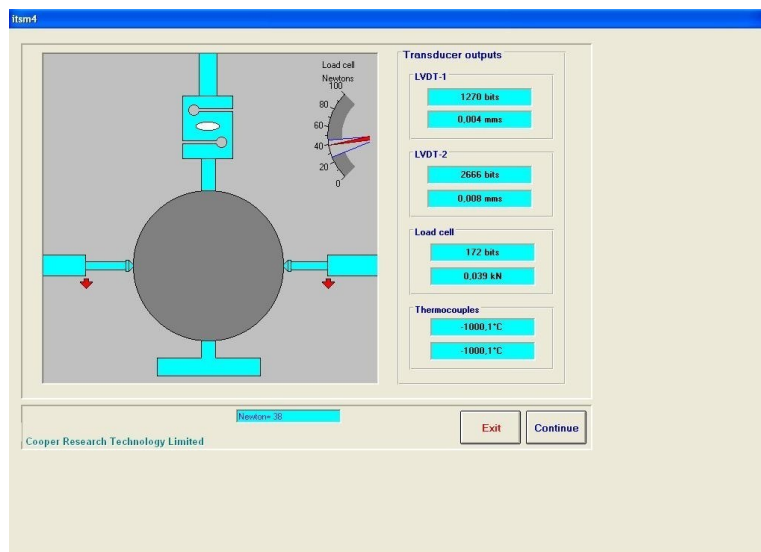 itsm4
Load cell
Newtons
100
80
60
40
20
0
Transducer outputs
LVDT-1
1270 bits
0,004 mms
LVDT-2
2666 bits
0,008 mms
Load cell
172 bits
0,039 kN
Thermocouples
-1000,1°C
-1000,1°C
Newton= 38
Cooper Research Technology Limited
Exit
Continue